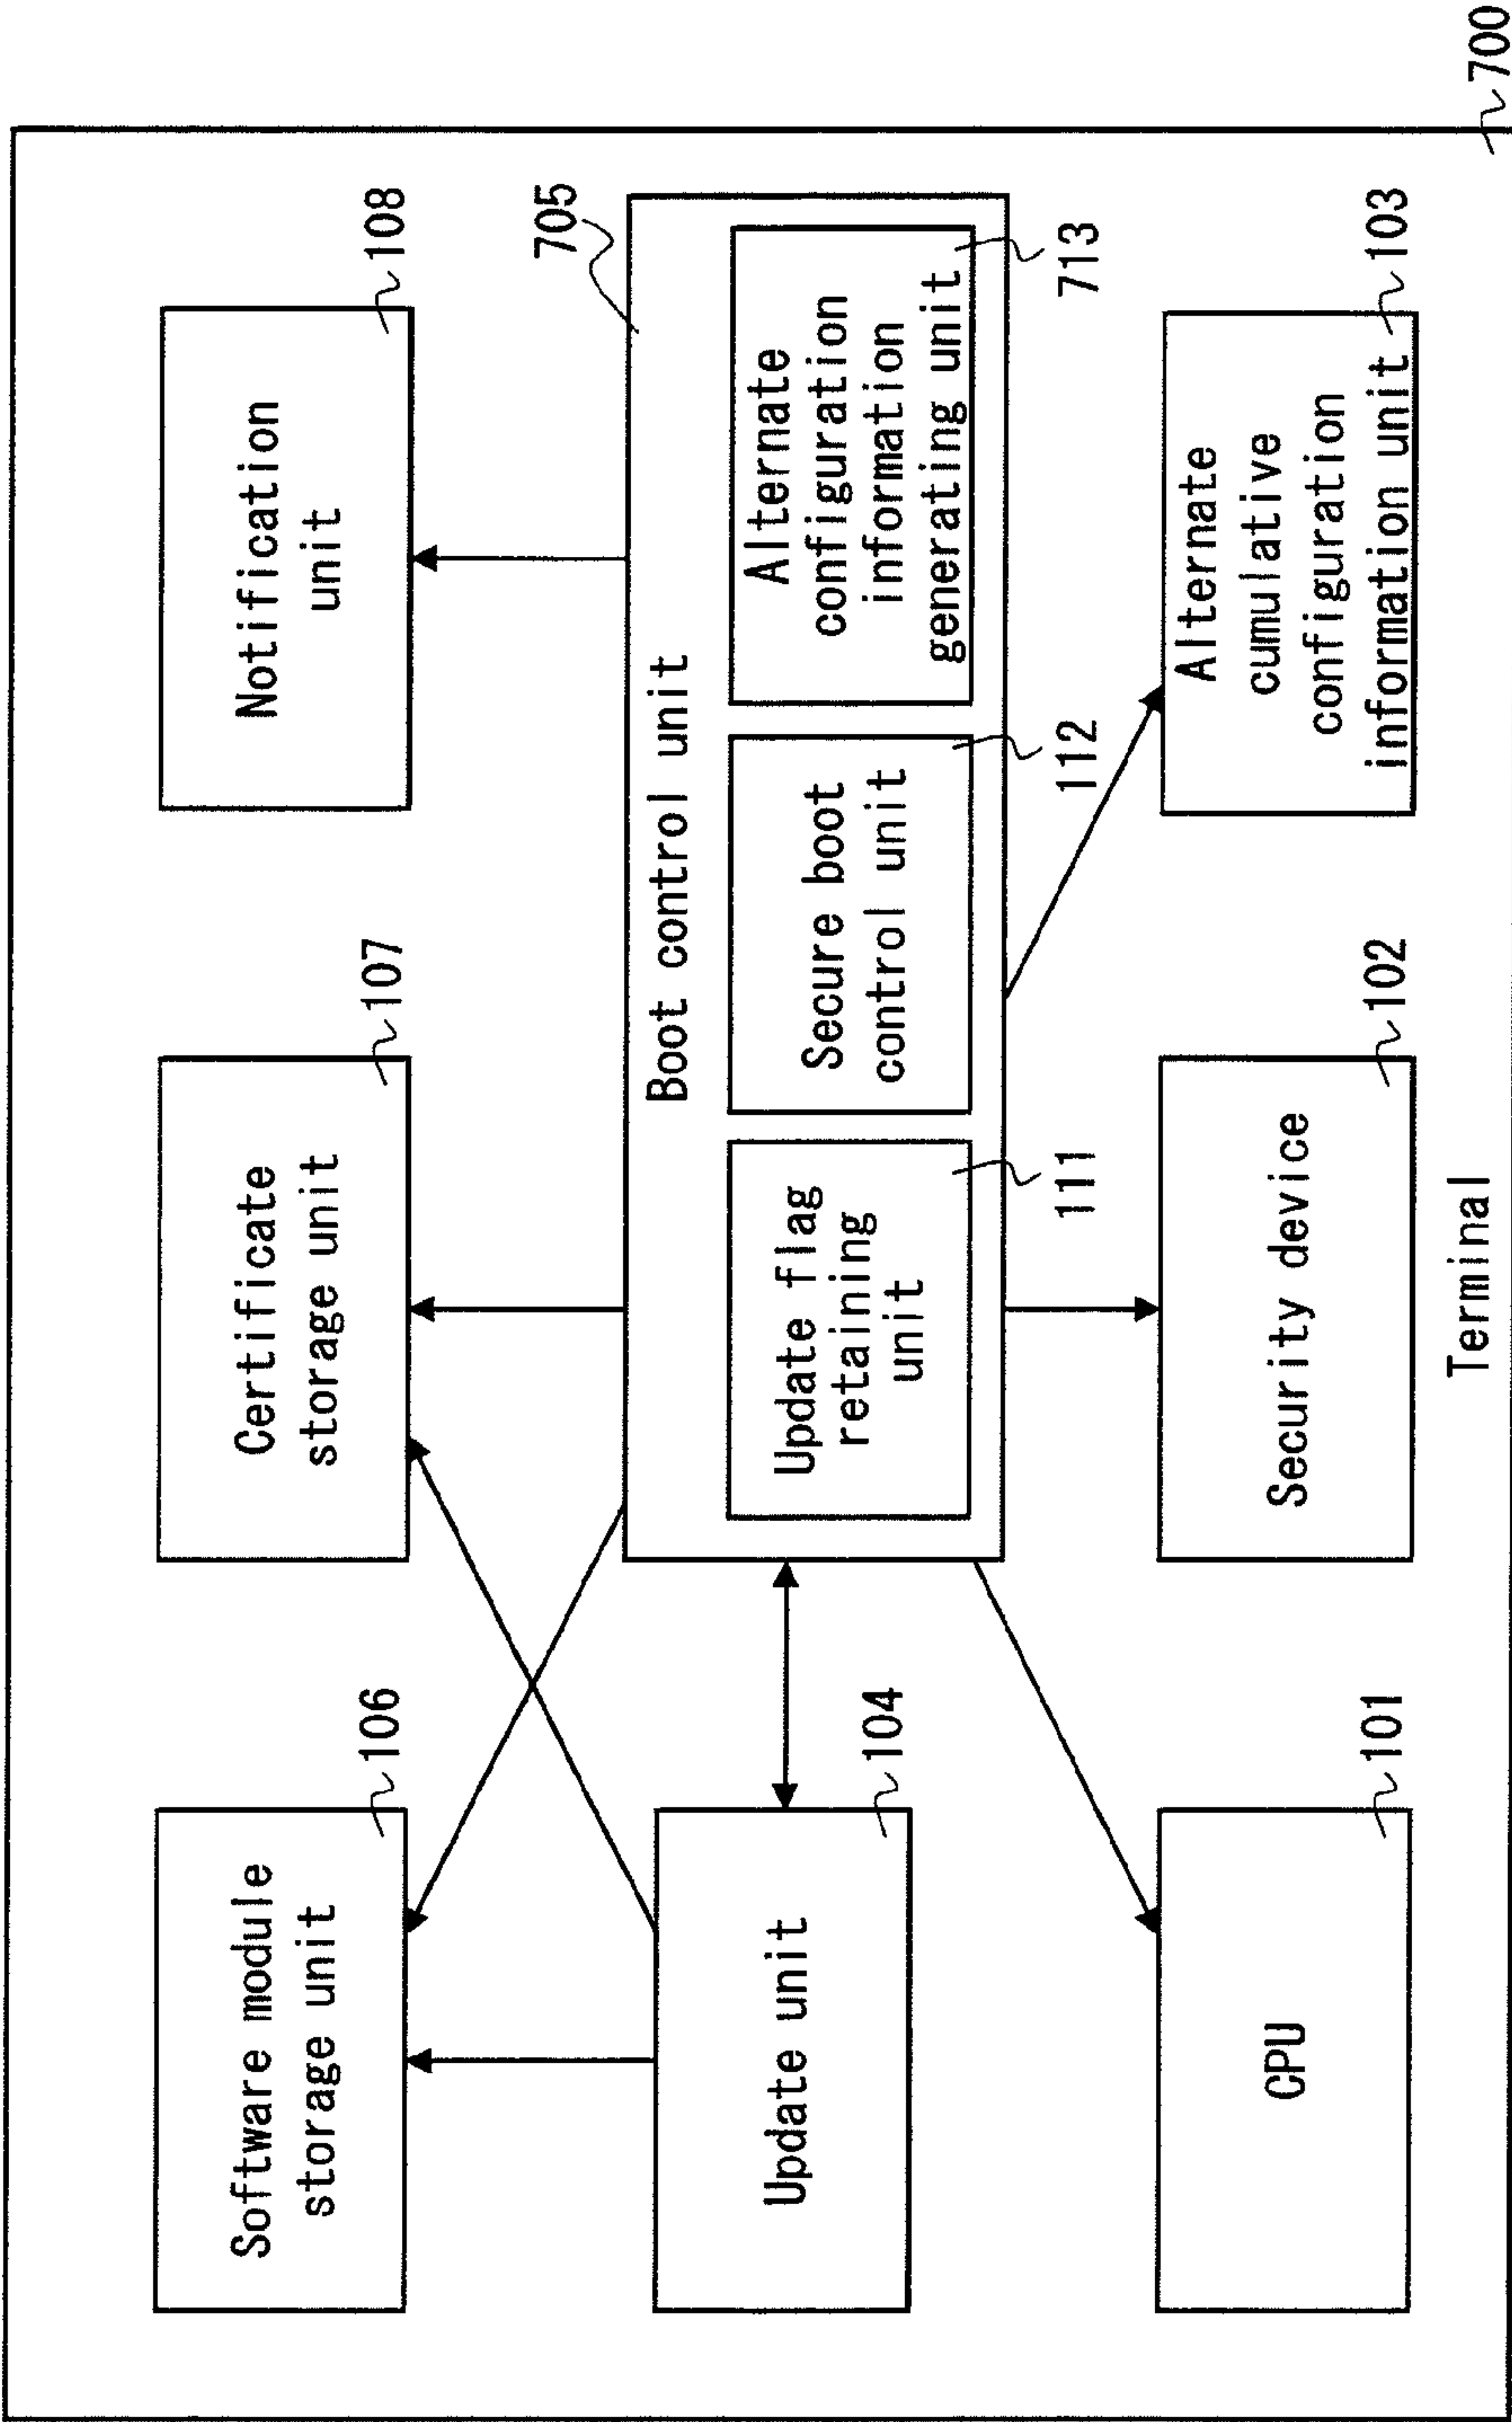 Software module
storage unit
106
Certificate
storage unit
107
Notification
unit
108
Update unit
104
Boot control unit
705
Update flag
retaining
unit
111
Secure boot
control unit
112
Alternate
configuration
information
generating unit
713
CPU
101
Security device
102
Alternate
cumulative
configuration
information unit
103
Terminal
700